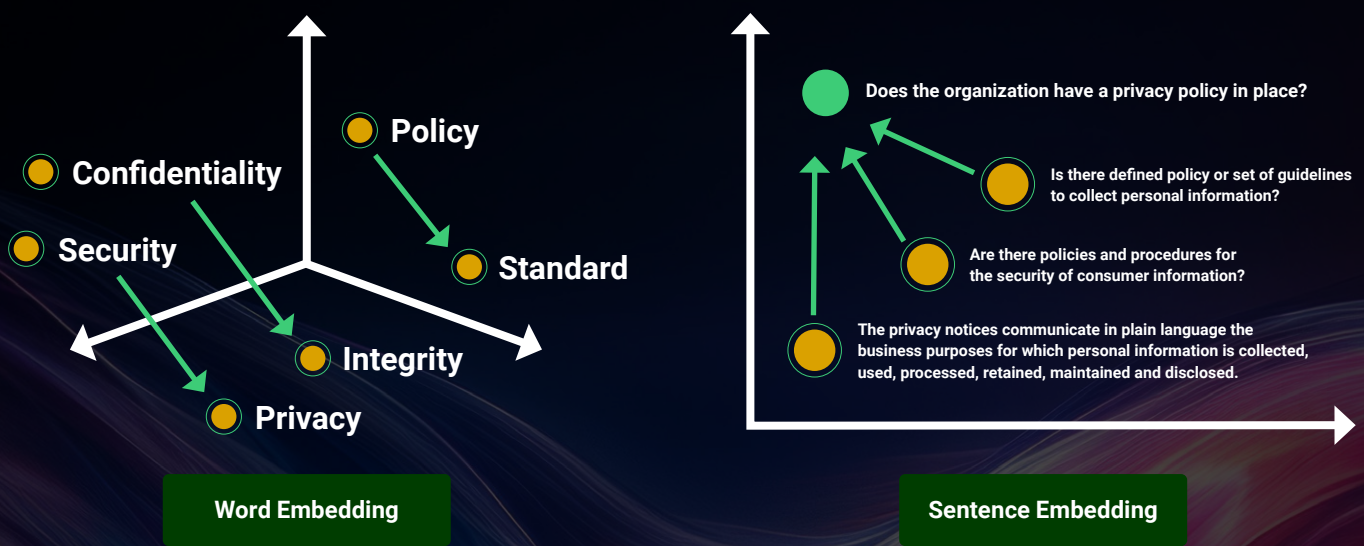 Policy
Confidentiality
Security
Standard
Integrity
Privacy
Word Embedding
Does the organization have a privacy policy in place?
Is there defined policy or set of guidelines
to collect personal information?
Are there policies and procedures for
the security of consumer information?
The privacy notices communicate in plain language the
business purposes for which personal information is collected,
used, processed, retained, maintained and disclosed.
Sentence Embedding